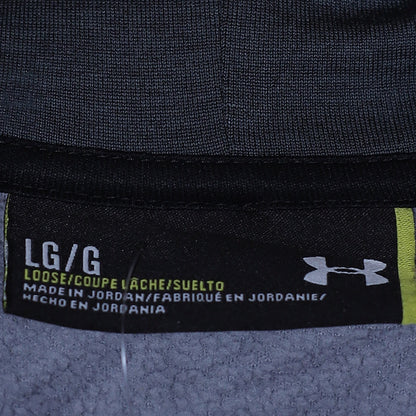 LG/G
LOOSE/COUPE LÂCHE/SUELTO
MADE IN JORDAN/FABRIQUÉ EN JORDANIE/
HECHO EN JORDANIA